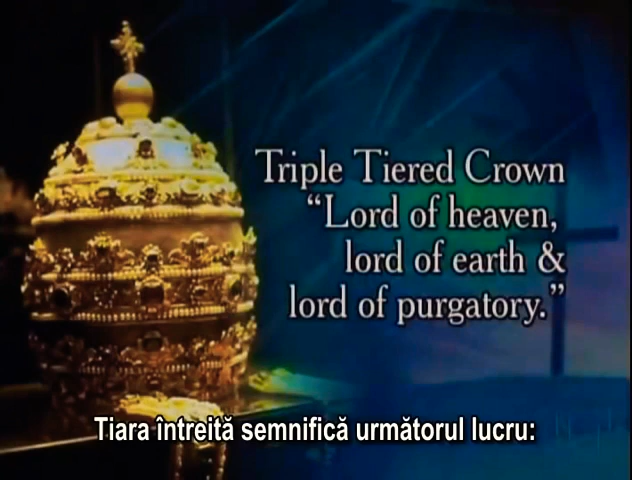 Triple Tiered Crown
“Lord of heaven,
lord of earth &
lord of purgatory.”
Tiara întreită semnifică următorul lucru: